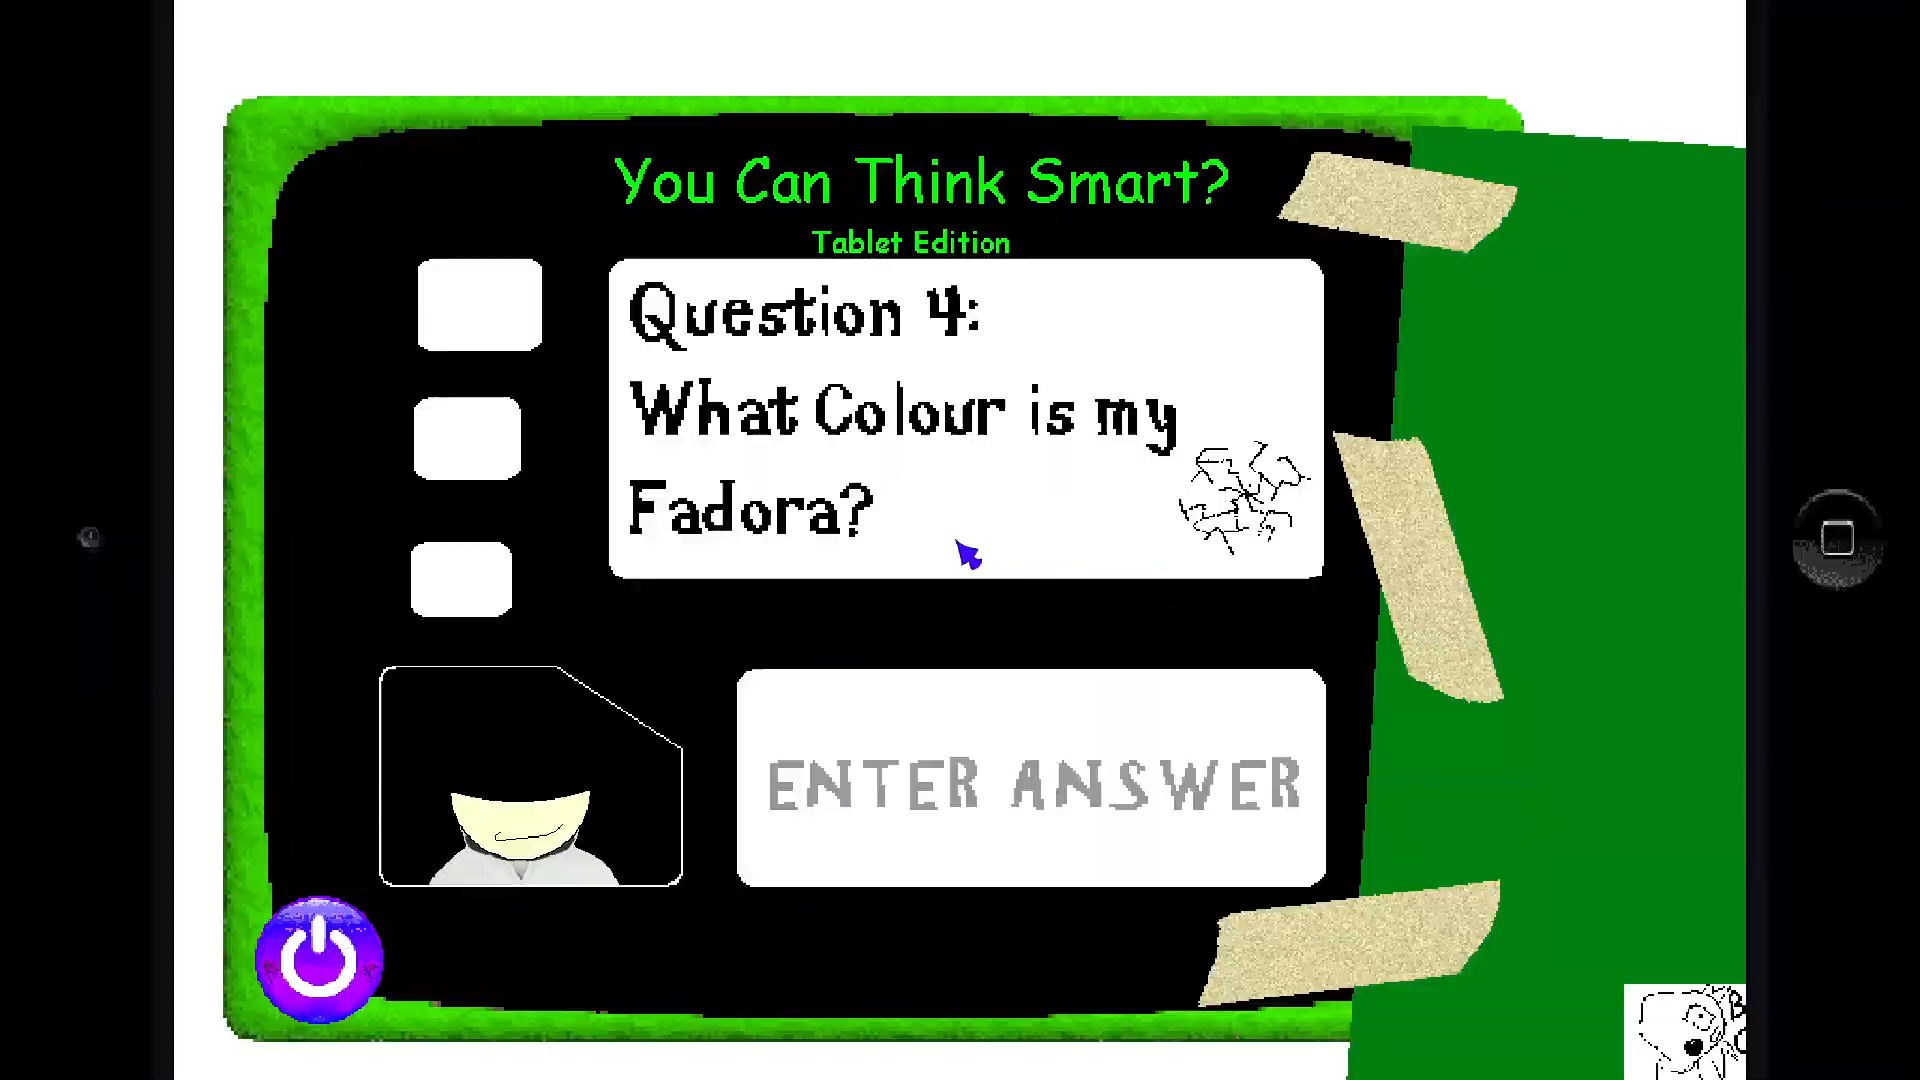 You Can Think Smart?
Tablet Edition
Question 4:
What Colour is my
Fadora?
ENTER ANSWER